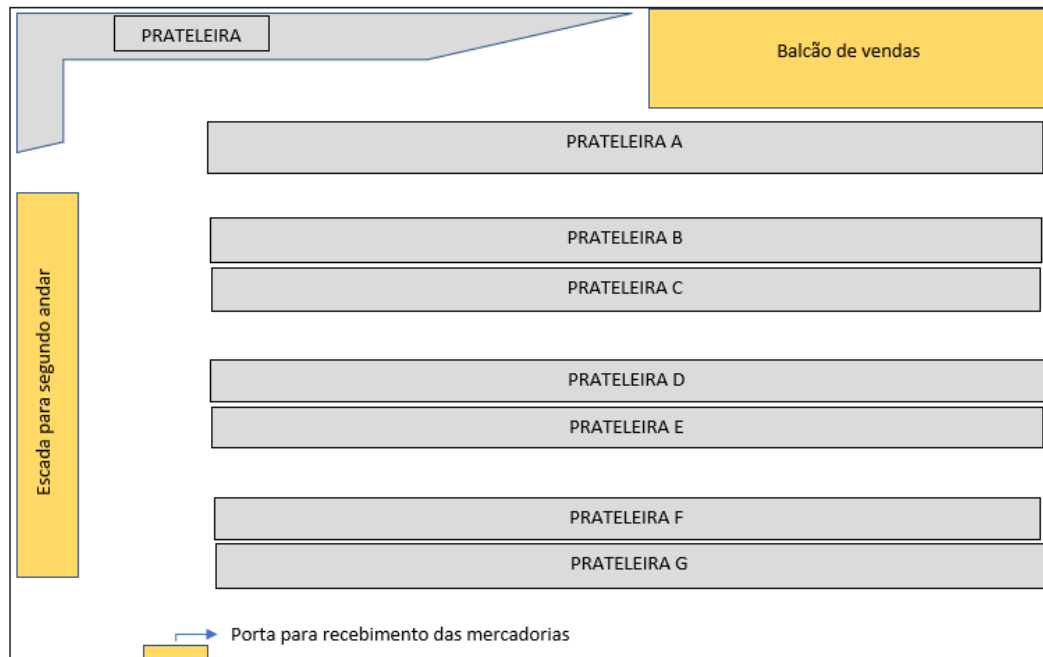 PRATELEIRA
Balcão de vendas
PRATELEIRA A
PRATELEIRA B
PRATELEIRA C
Escada para segundo andar
PRATELEIRA D
PRATELEIRA E
PRATELEIRA F
PRATELEIRA G
Porta para recebimento das mercadorias